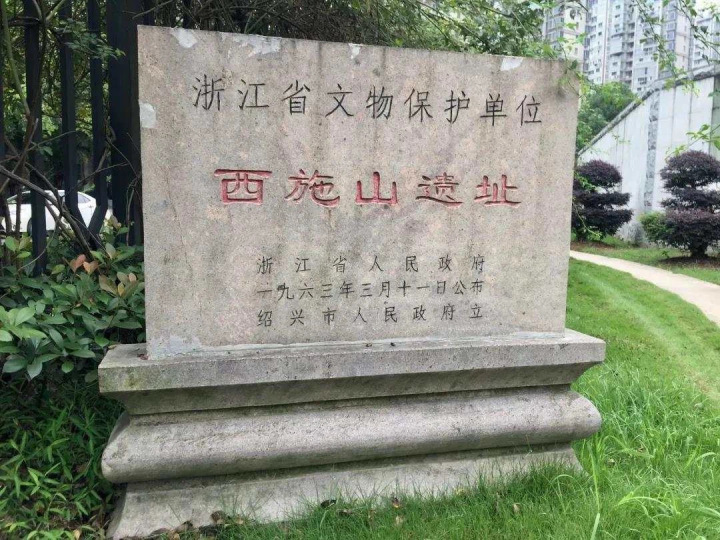 浙江省文物保护单位
西施山遗址
浙江省人民政府
一九六三年三月十一日公布
绍兴市人民政府立